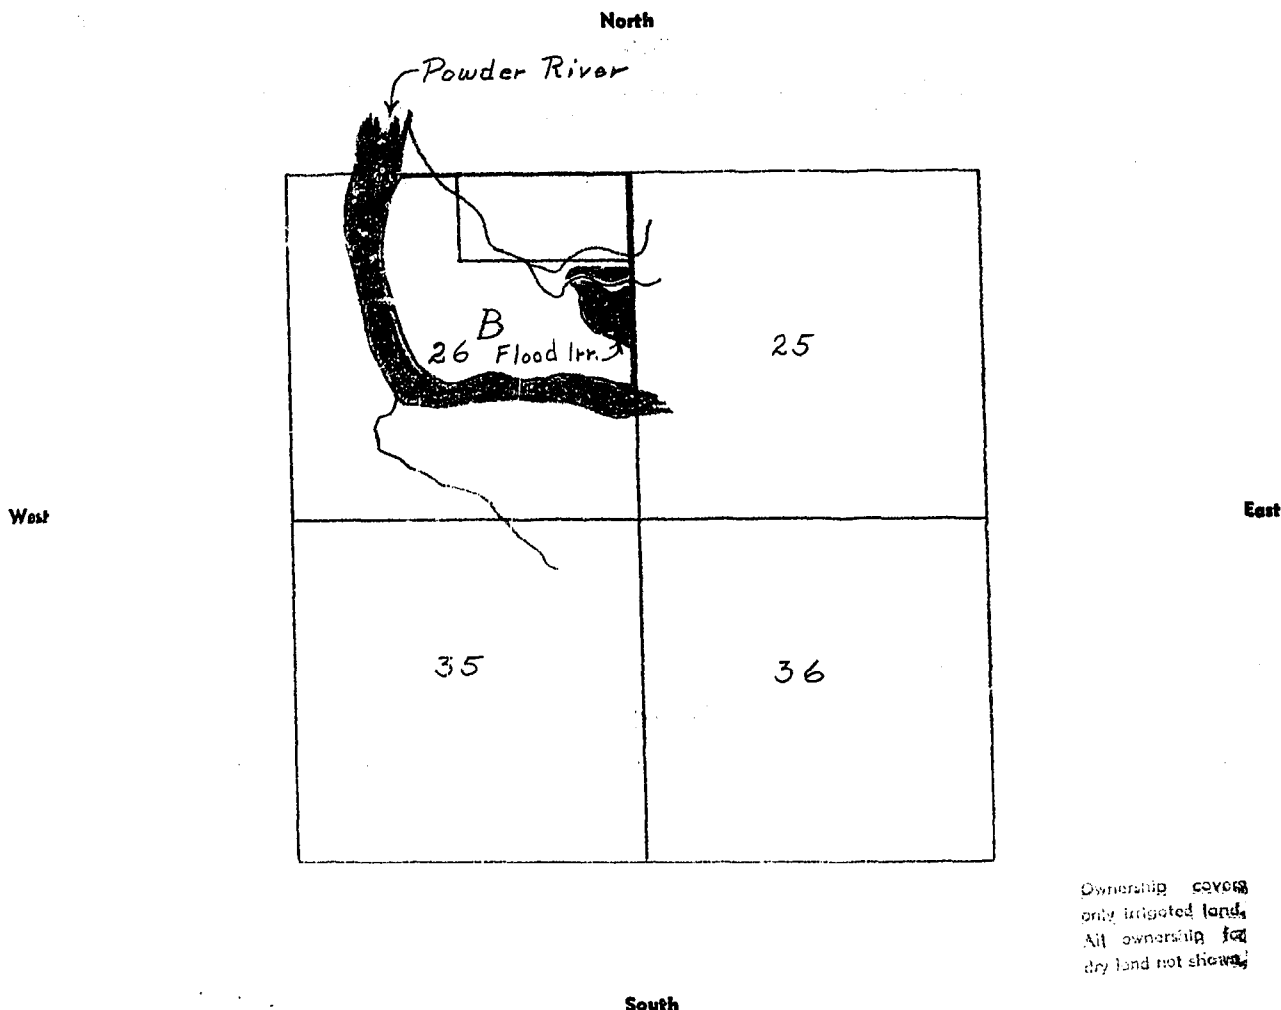 North
Powder River
B
26
Flood Irr.
25
West
East
35
36
Ownership covers
only irrigated land,
All ownership for
dry land not shown,
South